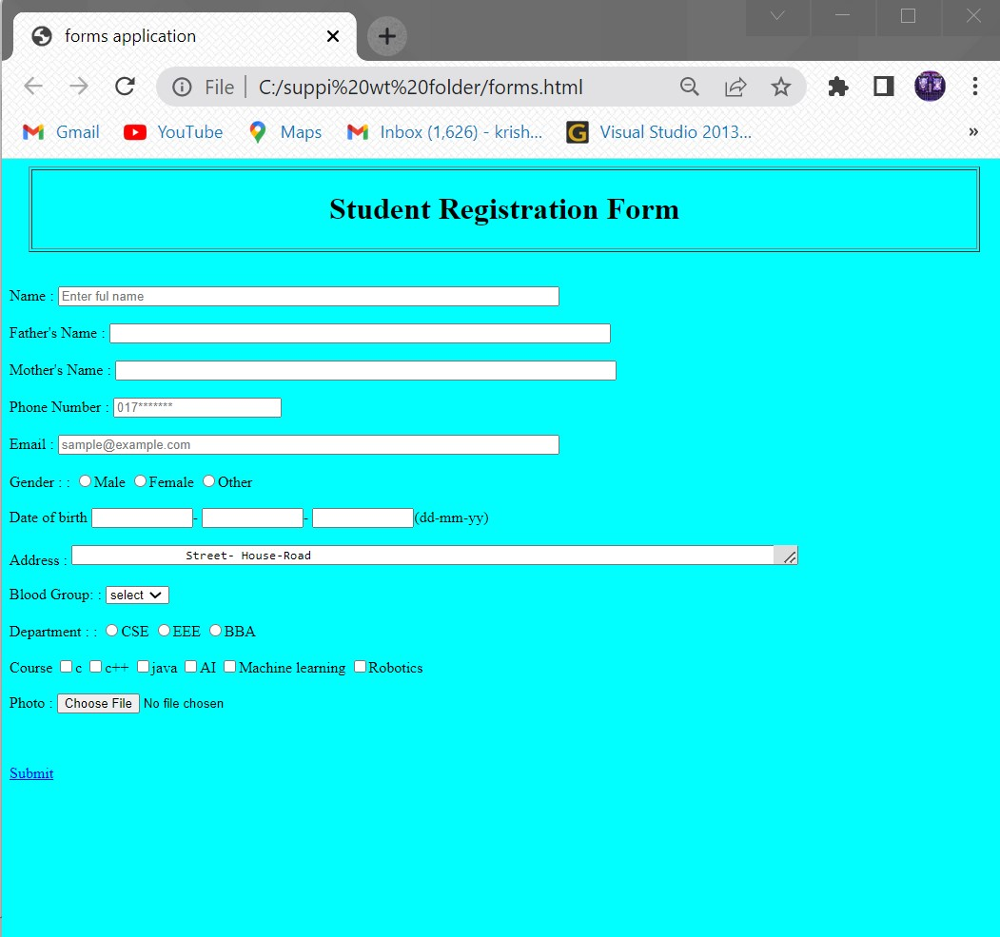 forms application
File C:/suppi%20wt%20folder/forms.html
Gmail YouTube Maps Inbox (1,626) - krish... G Visual Studio 2013... »
Student Registration Form
Name : Enter ful name
Father's Name :
Mother's Name :
Phone Number : 017*******
Email : sample@example.com
Gender : : Male Female Other
Date of birth - - (dd-mm-yy)
Address : Street- House-Road
Blood Group: : select
Department : : CSE EEE BBA
Course c c++ java AI Machine learning Robotics
Photo : Choose File No file chosen
Submit